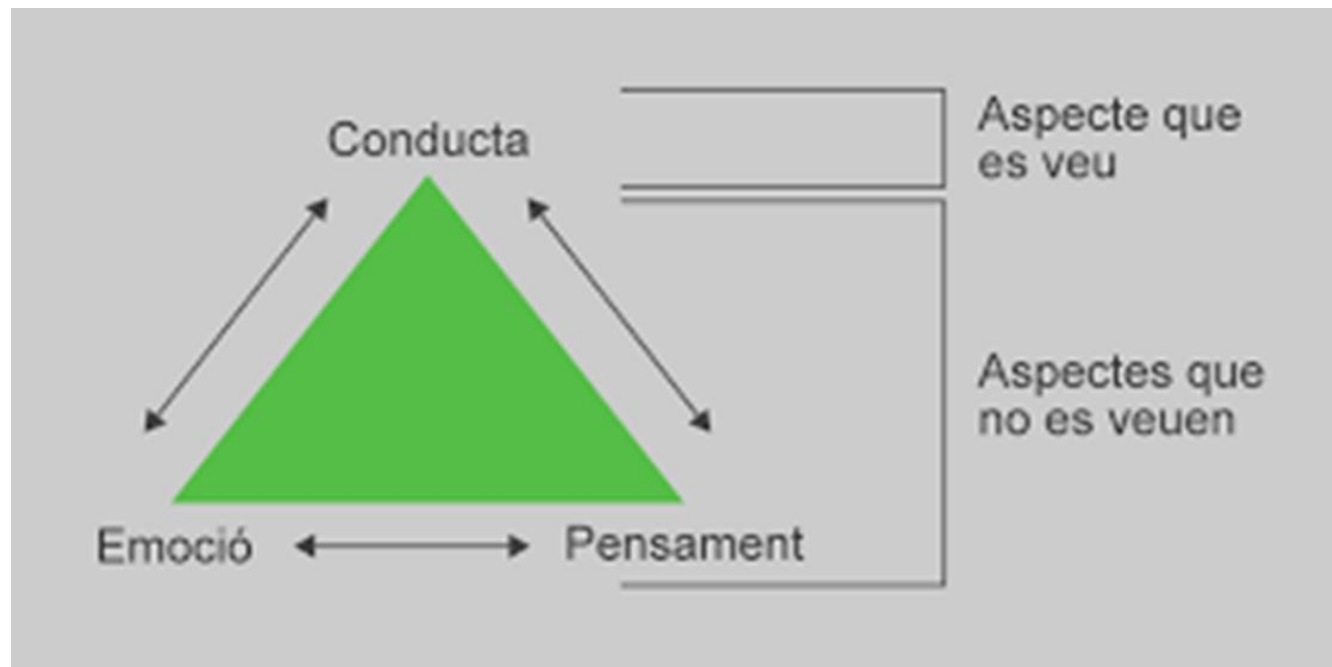 Conducta
Aspecte que
es veu
Aspectes que
no es veuen
Emoció
Pensament